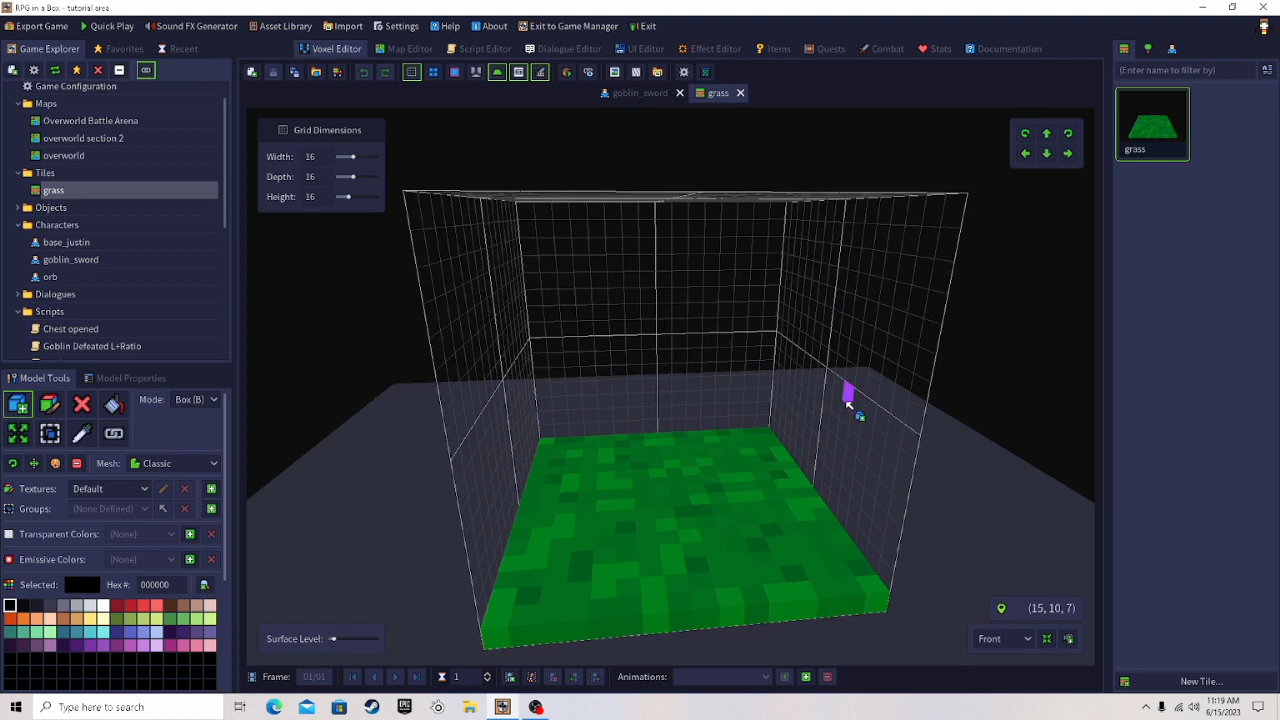 RPG in a Box - tutorial area
Export Game Quick Play Sound FX Generator Asset Library Import Settings Help About Exit to Game Manager Exit
Game Explorer Favorites Recent Voxel Editor Map Editor Script Editor Dialogue Editor UI Editor Effect Editor Items Quests Combat Stats Documentation
(Enter name to filter by)
goblin_sword grass
Game Configuration
Maps
Overworld Battle Arena
overworld section 2
overworld
Tiles
grass
Objects
Characters
base_justin
goblin_sword
orb
Dialogues
Scripts
Chest opened
Goblin Defeated L+Ratio
Grid Dimensions
Width: 16
Depth: 16
Height: 16
grass
Model Tools Model Properties
Mode: Box (B)
Mesh: Classic
Textures: Default
Groups: (None Defined)
Transparent Colors: (None)
Emissive Colors: (None)
Selected: Hex #: 000000
(15, 10, 7)
Surface Level:
Front
Frame: 01/01 1 Animations:
New Tile...
Type here to search
EPIC
11:19 AM
6/15/2023